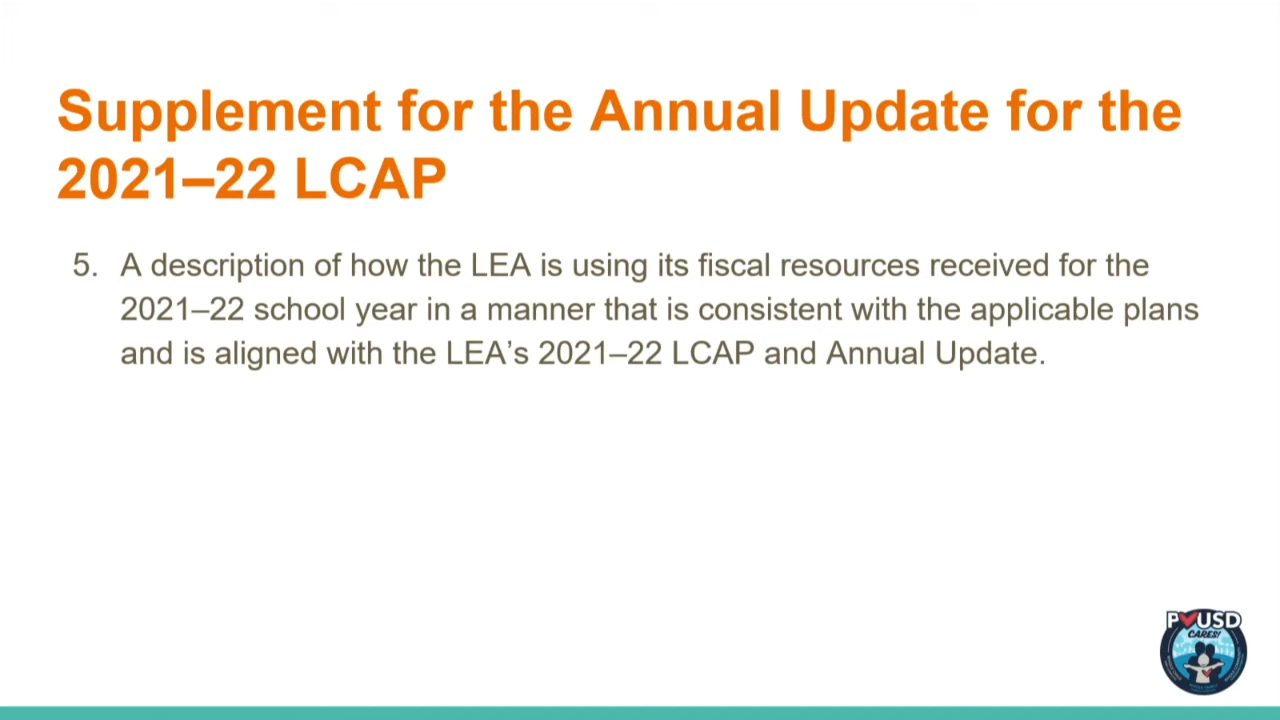 Supplement for the Annual Update for the
2021–22 LCAP
5. A description of how the LEA is using its fiscal resources received for the
2021–22 school year in a manner that is consistent with the applicable plans
and is aligned with the LEA’s 2021–22 LCAP and Annual Update.
PVUSD
CARES!